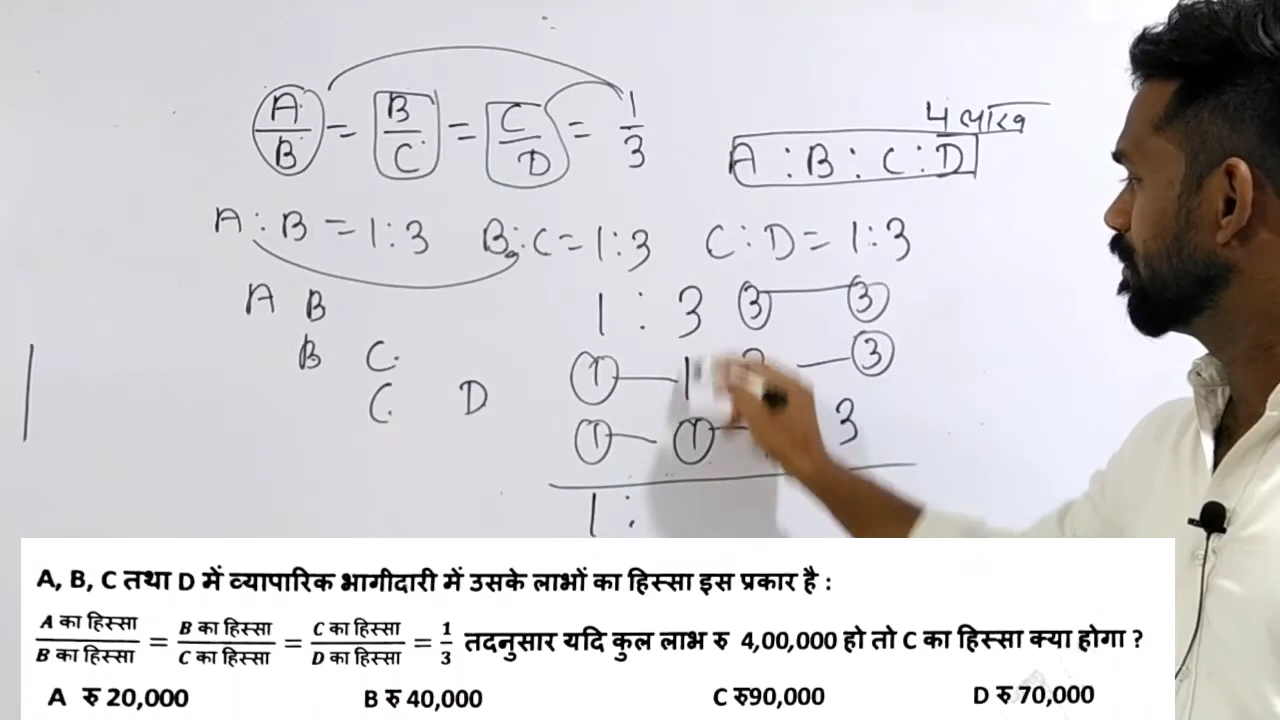 A/B = B/C = C/D = 1/3
4 लाख
A : B : C : D
A : B = 1 : 3 B : C = 1 : 3 C : D = 1 : 3
A B 1 : 3 3 3
B C 1 1 3
C D 1 1 3
1 :
A, B, C तथा D में व्यापारिक भागीदारी में उसके लाभों का हिस्सा इस प्रकार है :
A का हिस्सा/B का हिस्सा = B का हिस्सा/C का हिस्सा = C का हिस्सा/D का हिस्सा = 1/3 तदनुसार यदि कुल लाभ रु 4,00,000 हो तो C का हिस्सा क्या होगा ?
A रु 20,000 B रु 40,000 C रु90,000 D रु 70,000